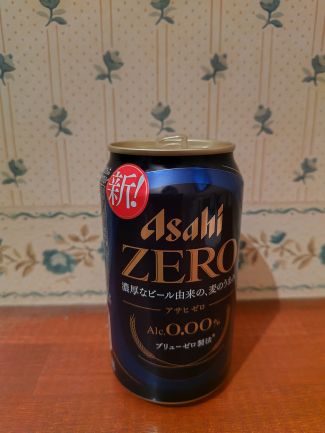 新!
Asahi
ZERO
濃厚なビール由来の、麦のうまみ
アサヒゼロ
Alc.0.00%
ブリューゼロ製法*